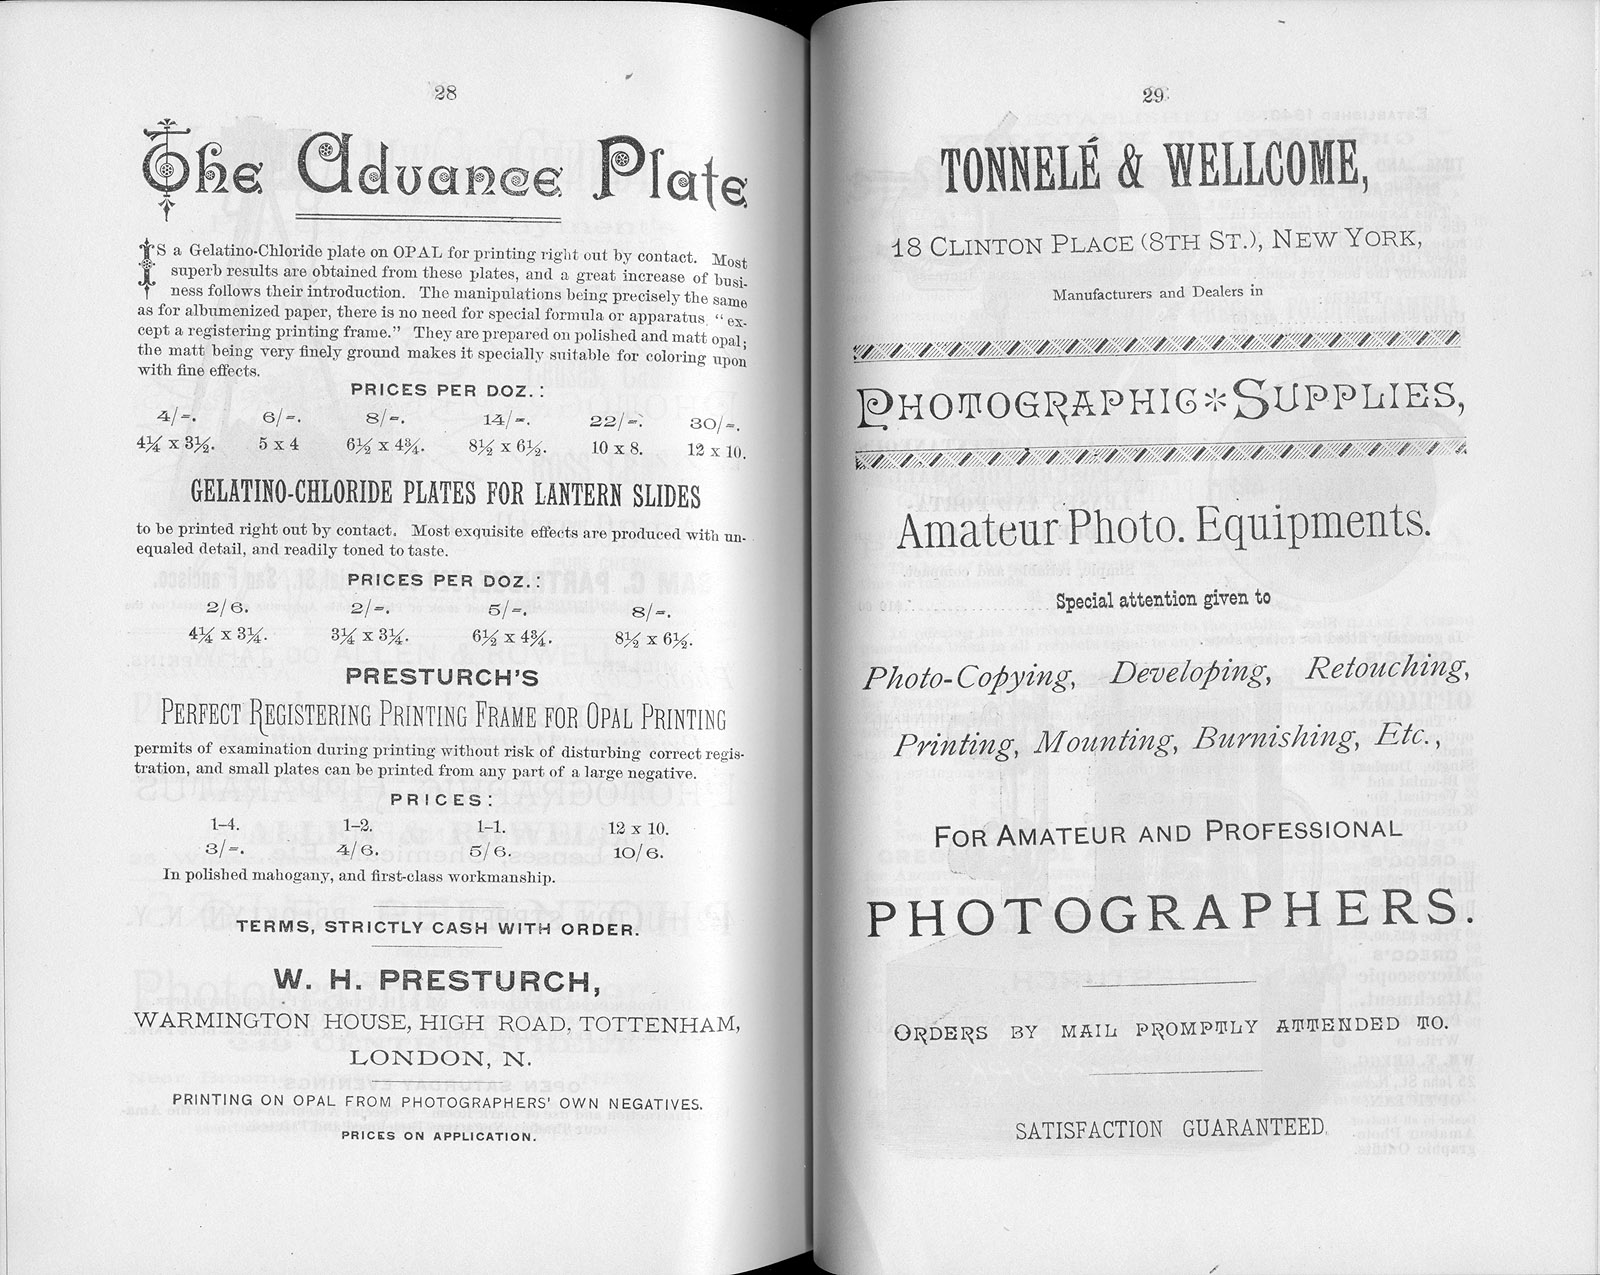 28
The Advance Plate
IS a Gelatino-Chloride plate on OPAL for printing right out by contact. Most
superb results are obtained from these plates, and a great increase of busi-
ness follows their introduction. The manipulations being precisely the same
as for albumenized paper, there is no need for special formula or apparatus "ex-
cept a registering printing frame." They are prepared on polished and matt opal;
the matt being very finely ground makes it specially suitable for coloring upon
with fine effects.
PRICES PER DOZ.:
4/-. 6/-. 8/-. 14/-. 22/-. 30/-.
4¼ x 3½. 5 x 4 6½ x 4¾. 8½ x 6½. 10 x 8. 12 x 10.
GELATINO-CHLORIDE PLATES FOR LANTERN SLIDES
to be printed right out by contact. Most exquisite effects are produced with un-
equaled detail, and readily toned to taste.
PRICES PER DOZ.:
2/6. 2/-. 5/-. 8/-.
4¼ x 3¼. 3¼ x 3¼. 6½ x 4¾. 8½ x 6½.
PRESTURCH'S
PERFECT REGISTERING PRINTING FRAME FOR OPAL PRINTING
permits of examination during printing without risk of disturbing correct regis-
tration, and small plates can be printed from any part of a large negative.
PRICES:
1-4. 1-2. 1-1. 12 x 10.
3/-. 4/6. 5/6. 10/6.
In polished mahogany, and first-class workmanship.
TERMS, STRICTLY CASH WITH ORDER.
W. H. PRESTURCH,
WARMINGTON HOUSE, HIGH ROAD, TOTTENHAM,
LONDON, N.
PRINTING ON OPAL FROM PHOTOGRAPHERS' OWN NEGATIVES.
PRICES ON APPLICATION.
29
TONNELÉ & WELLCOME,
18 CLINTON PLACE (8TH ST.), NEW YORK,
Manufacturers and Dealers in
PHOTOGRAPHIC*SUPPLIES,
Amateur Photo. Equipments.
Special attention given to
Photo-Copying, Developing, Retouching,
Printing, Mounting, Burnishing, Etc.,
FOR AMATEUR AND PROFESSIONAL
PHOTOGRAPHERS.
ORDERS BY MAIL PROMPTLY ATTENDED TO.
SATISFACTION GUARANTEED.